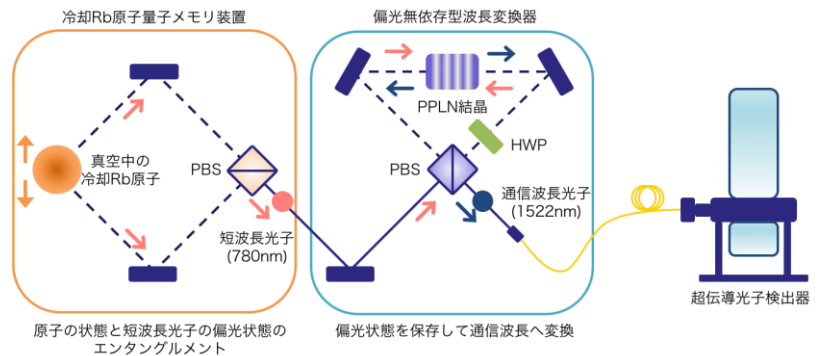 冷却Rb原子量子メモリ装置
偏光無依存型波長変換器
PPLN結晶
HWP
真空中の
冷却Rb原子
PBS
PBS
通信波長光子
(1522nm)
短波長光子
(780nm)
超伝導光子検出器
原子の状態と短波長光子の偏光状態の
エンタングルメント
偏光状態を保存して通信波長へ変換